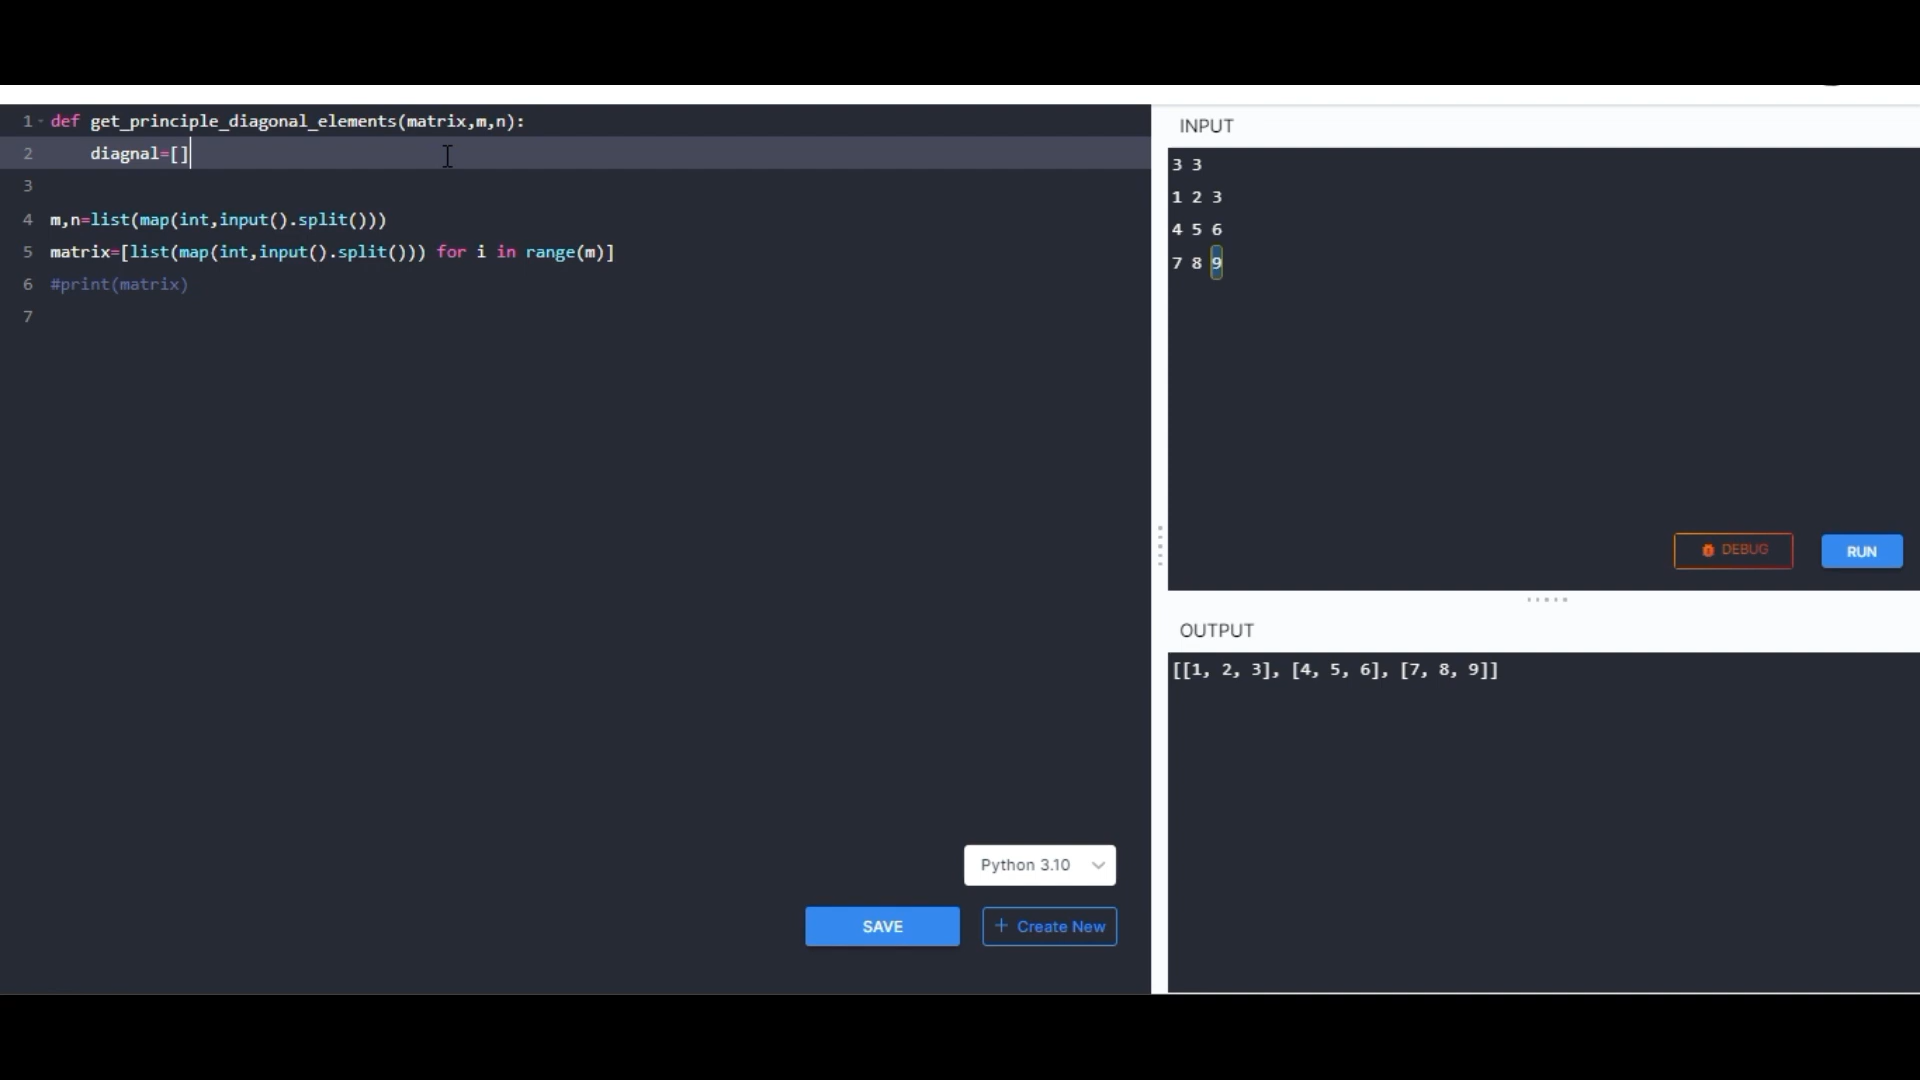 1 def get_principle_diagonal_elements(matrix,m,n):
2     diagnal=[]
3
4 m,n=list(map(int,input().split()))
5 matrix=[list(map(int,input().split())) for i in range(m)]
6 #print(matrix)
7
Python 3.10
SAVE
+ Create New
INPUT
3 3
1 2 3
4 5 6
7 8 9
DEBUG
RUN
OUTPUT
[[1, 2, 3], [4, 5, 6], [7, 8, 9]]